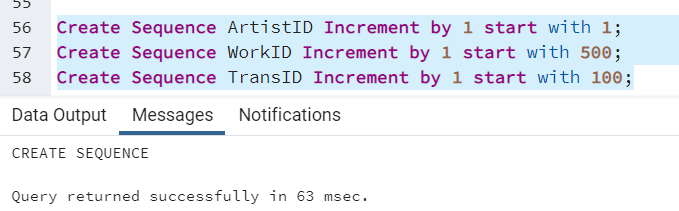 55
56 Create Sequence ArtistID Increment by 1 start with 1;
57 Create Sequence WorkID Increment by 1 start with 500;
58 Create Sequence TransID Increment by 1 start with 100;
Data Output Messages Notifications
CREATE SEQUENCE
Query returned successfully in 63 msec.